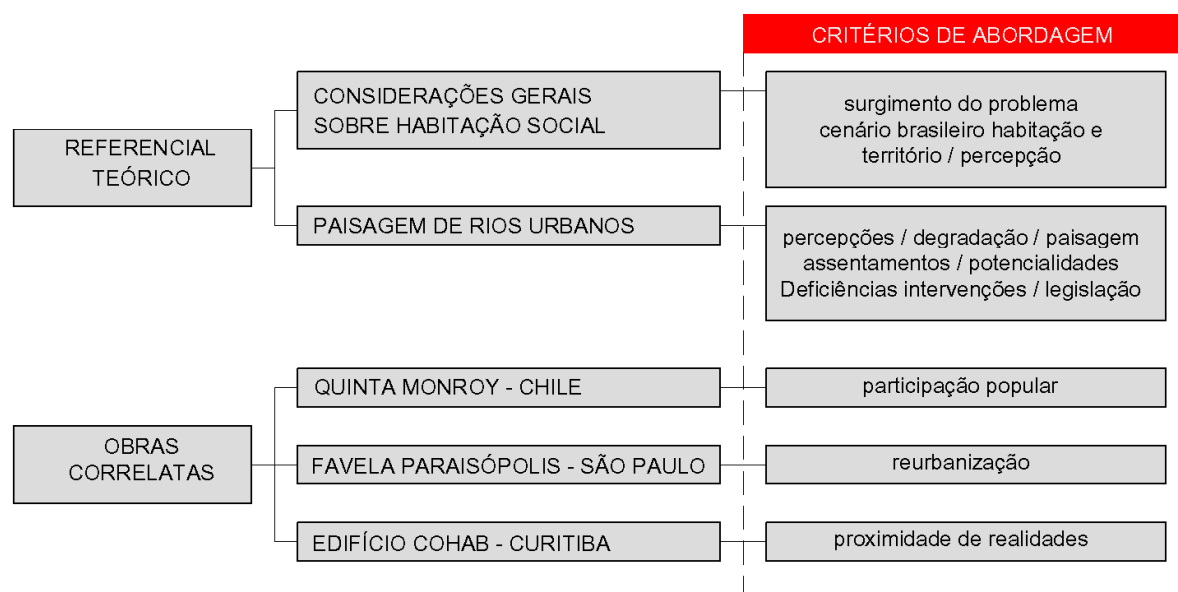 CRITÉRIOS DE ABORDAGEM
REFERENCIAL
TEÓRICO
CONSIDERAÇÕES GERAIS
SOBRE HABITAÇÃO SOCIAL
surgimento do problema
cenário brasileiro habitação e
território / percepção
PAISAGEM DE RIOS URBANOS
percepções / degradação / paisagem
assentamentos / potencialidades
Deficiências intervenções / legislação
OBRAS
CORRELATAS
QUINTA MONROY - CHILE
participação popular
FAVELA PARAISÓPOLIS - SÃO PAULO
reurbanização
EDIFÍCIO COHAB - CURITIBA
proximidade de realidades